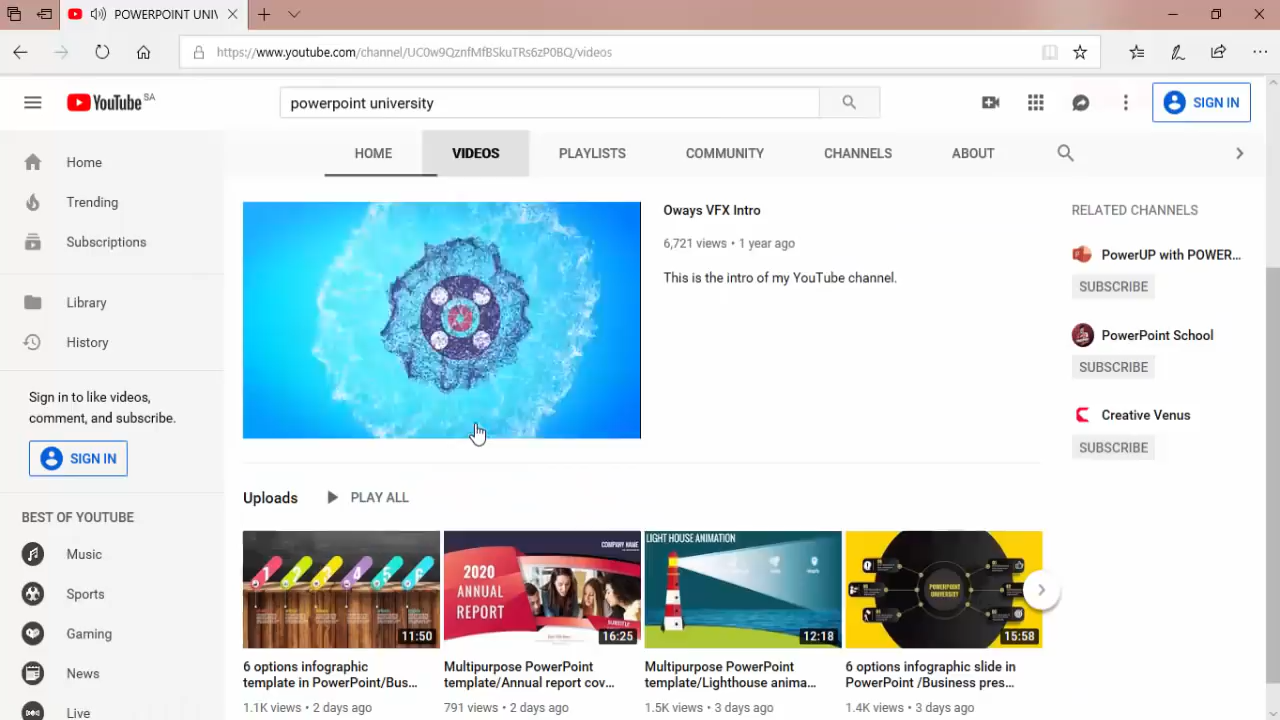 POWERPOINT UNIV
https://www.youtube.com/channel/UC0w9QznfMfBSkuTRs6zP0BQ/videos
YouTube SA
powerpoint university
SIGN IN
HOME
VIDEOS
PLAYLISTS
COMMUNITY
CHANNELS
ABOUT
Home
Trending
Subscriptions
Library
History
Sign in to like videos,
comment, and subscribe.
SIGN IN
BEST OF YOUTUBE
Music
Sports
Gaming
News
Live
Oways VFX Intro
6,721 views • 1 year ago
This is the intro of my YouTube channel.
RELATED CHANNELS
PowerUP with POWER...
SUBSCRIBE
PowerPoint School
SUBSCRIBE
Creative Venus
SUBSCRIBE
Uploads
PLAY ALL
11:50
6 options infographic
template in PowerPoint/Bus...
1.1K views • 2 days ago
COMPANY NAME
2020
ANNUAL
REPORT
SUBTITLE
16:25
Multipurpose PowerPoint
template/Annual report cov...
791 views • 2 days ago
LIGHT HOUSE ANIMATION
12:18
Multipurpose PowerPoint
template/Lighthouse anima...
1.5K views • 3 days ago
POWERPOINT
UNIVERSITY
15:58
6 options infographic slide in
PowerPoint /Business pres...
1.4K views • 3 days ago